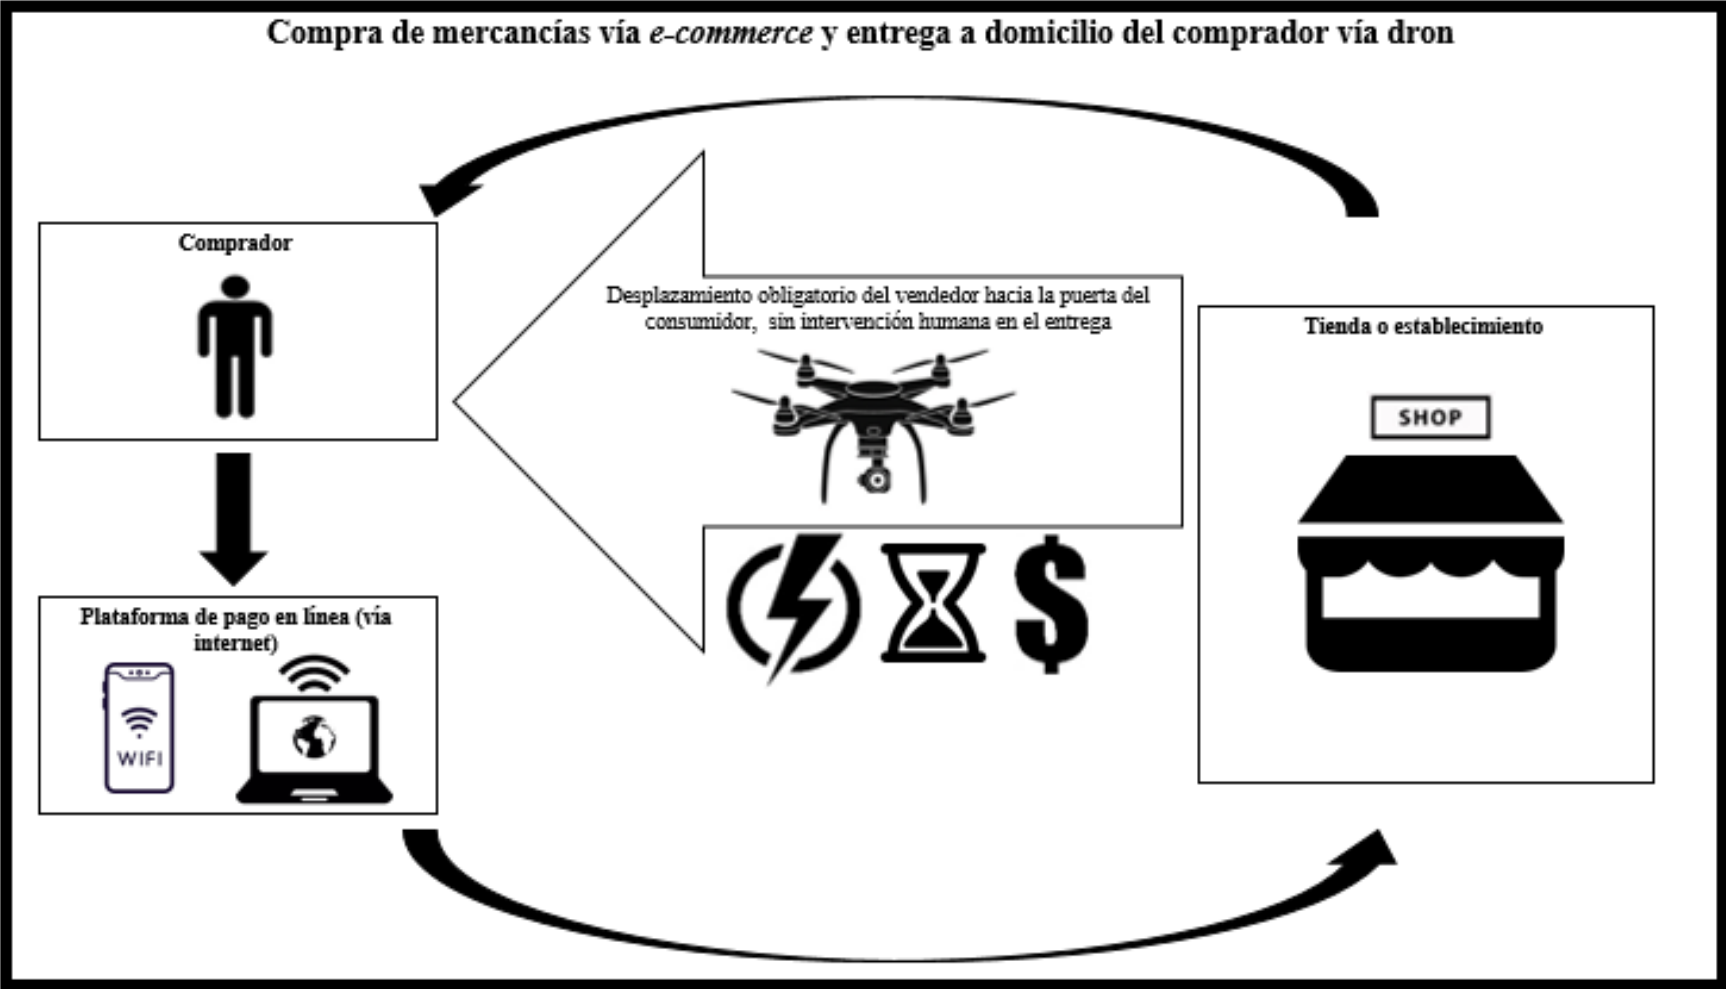 Compra de mercancías vía e-commerce y entrega a domicilio del comprador vía dron
Comprador
Desplazamiento obligatorio del vendedor hacia la puerta del
consumidor, sin intervención humana en el entrega
Tienda o establecimiento
SHOP
Plataforma de pago en línea (vía
internet)
WIFI
$